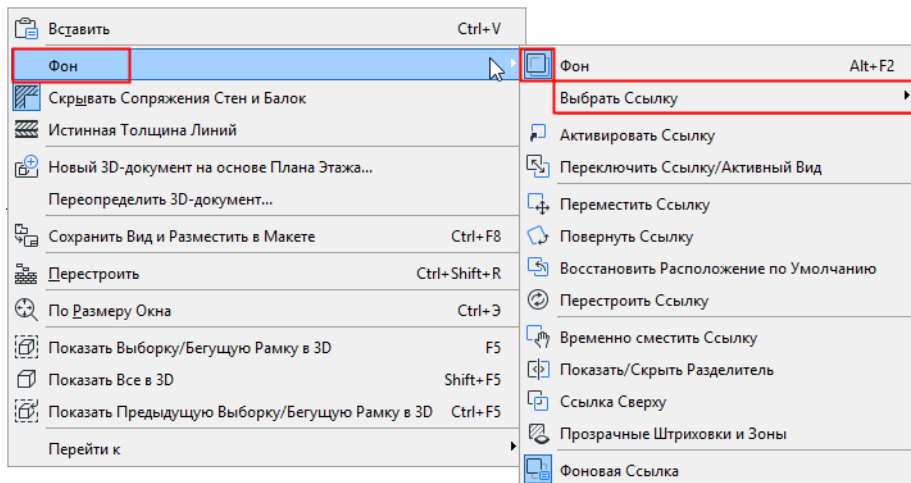 Вставить Ctrl+V
Фон
Скрывать Сопряжения Стен и Балок
Истинная Толщина Линий
Новый 3D-документ на основе Плана Этажа...
Переопределить 3D-документ...
Сохранить Вид и Разместить в Макете Ctrl+F8
Перестроить Ctrl+Shift+R
По Размеру Окна Ctrl+Э
Показать Выборку/Бегущую Рамку в 3D F5
Показать Все в 3D Shift+F5
Показать Предыдущую Выборку/Бегущую Рамку в 3D Ctrl+F5
Перейти к
Фон Alt+F2
Выбрать Ссылку
Активировать Ссылку
Переключить Ссылку/Активный Вид
Переместить Ссылку
Повернуть Ссылку
Восстановить Расположение по Умолчанию
Перестроить Ссылку
Временно сместить Ссылку
Показать/Скрыть Разделитель
Ссылка Сверху
Прозрачные Штриховки и Зоны
Фоновая Ссылка